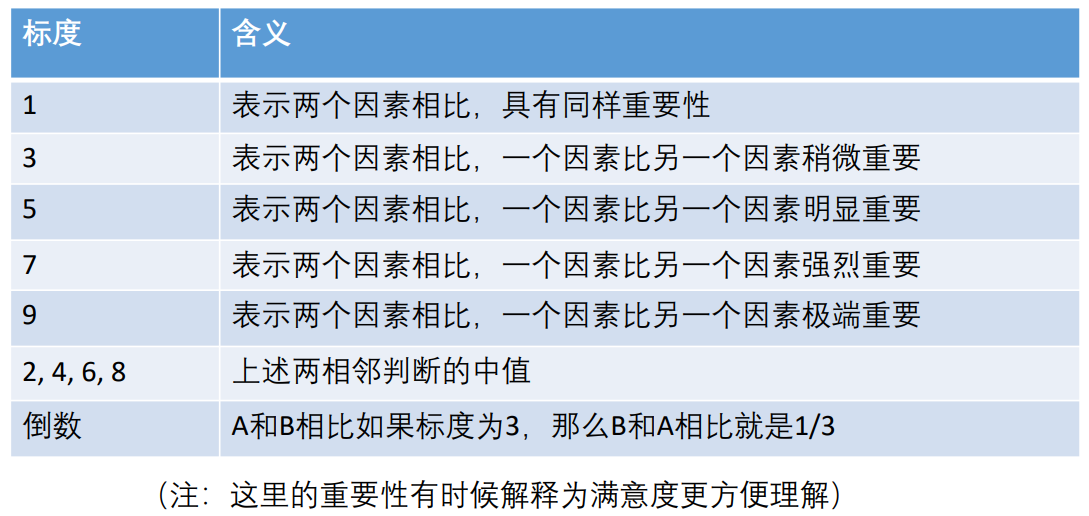 标度 含义
1 表示两个因素相比，具有同样重要性
3 表示两个因素相比，一个因素比另一个因素稍微重要
5 表示两个因素相比，一个因素比另一个因素明显重要
7 表示两个因素相比，一个因素比另一个因素强烈重要
9 表示两个因素相比，一个因素比另一个因素极端重要
2, 4, 6, 8 上述两相邻判断的中值
倒数 A和B相比如果标度为3，那么B和A相比就是1/3
（注：这里的重要性有时候解释为满意度更方便理解）